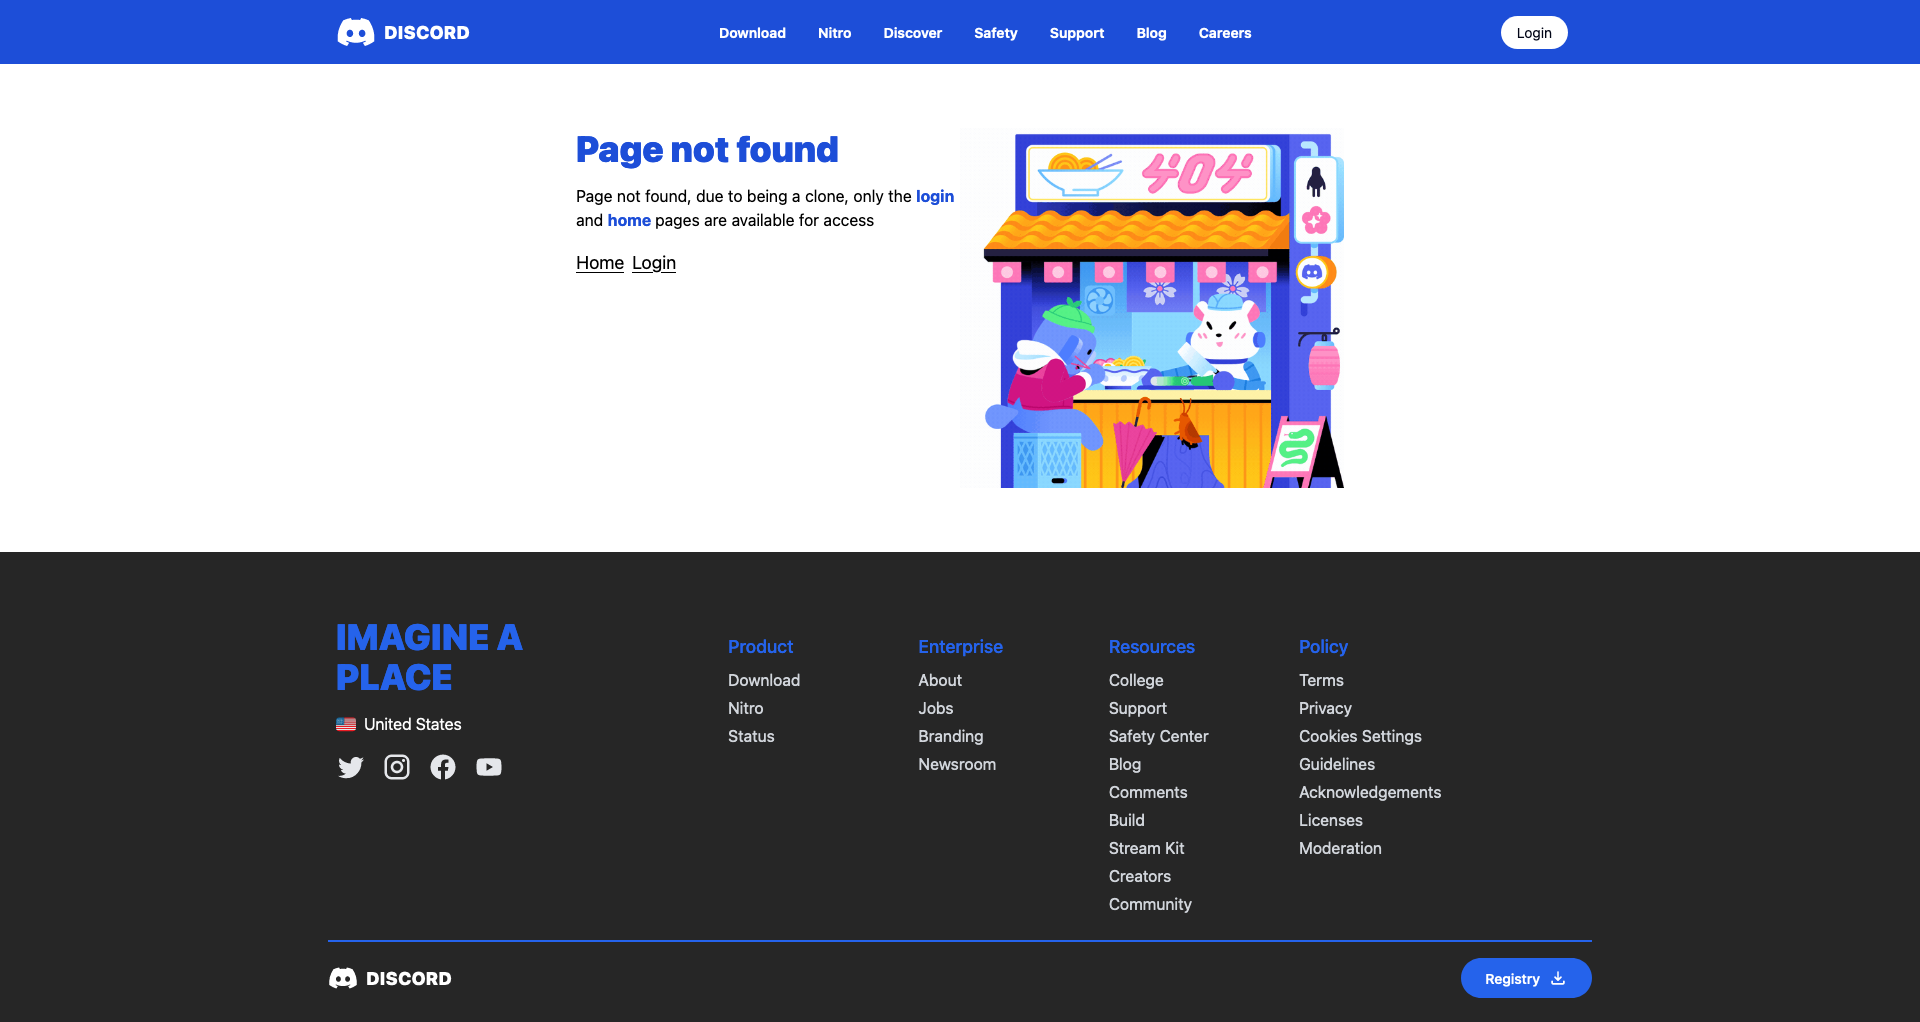 DISCORD
Download Nitro Discover Safety Support Blog Careers
Login
Page not found
Page not found, due to being a clone, only the login
and home pages are available for access
Home Login
404
IMAGINE A
PLACE
United States
Product
Download
Nitro
Status
Enterprise
About
Jobs
Branding
Newsroom
Resources
College
Support
Safety Center
Blog
Comments
Build
Stream Kit
Creators
Community
Policy
Terms
Privacy
Cookies Settings
Guidelines
Acknowledgements
Licenses
Moderation
DISCORD
Registry